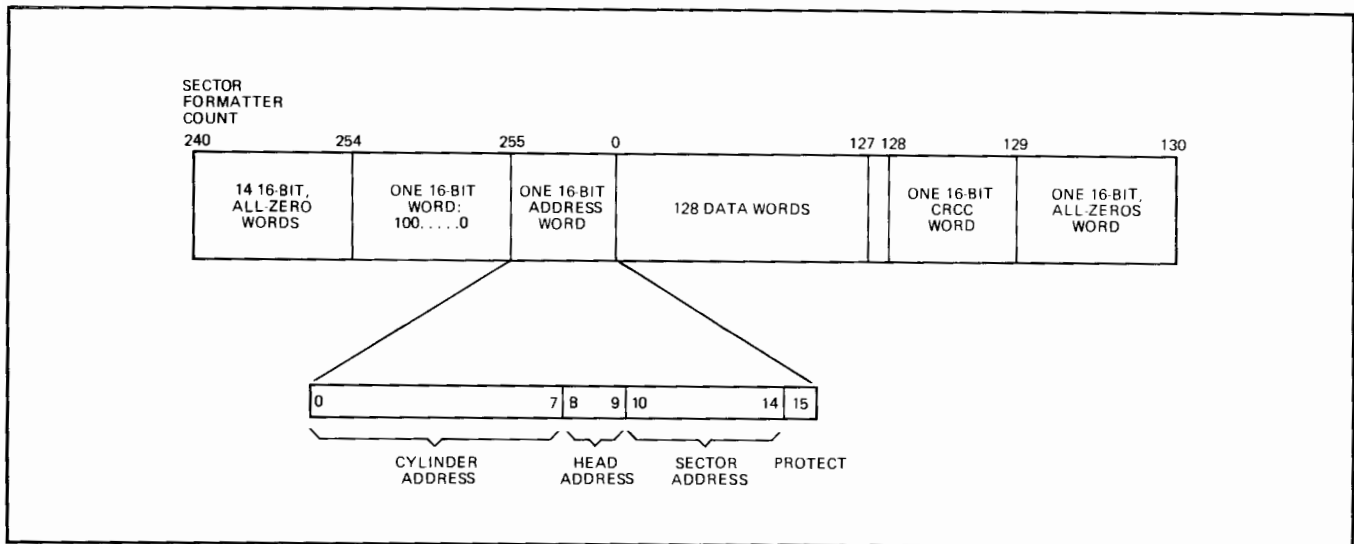 SECTOR
FORMATTER
COUNT
240 254 255 0 127 128 129 130
14 16-BIT,
ALL-ZERO
WORDS
ONE 16-BIT
WORD:
100.....0
ONE 16-BIT
ADDRESS
WORD
128 DATA WORDS
ONE 16-BIT
CRCC
WORD
ONE 16-BIT,
ALL-ZEROS
WORD
0 7 8 9 10 14 15
CYLINDER
ADDRESS
HEAD
ADDRESS
SECTOR
ADDRESS
PROTECT